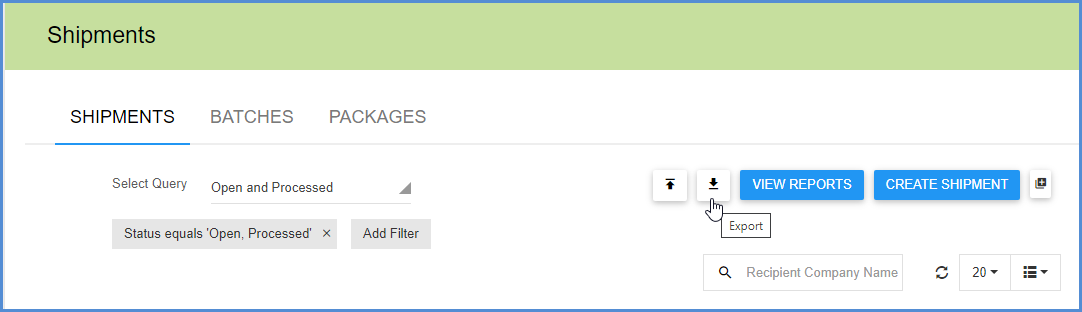 Shipments
SHIPMENTS BATCHES PACKAGES
Select Query Open and Processed VIEW REPORTS CREATE SHIPMENT
Status equals 'Open, Processed' × Add Filter Export
Recipient Company Name 20